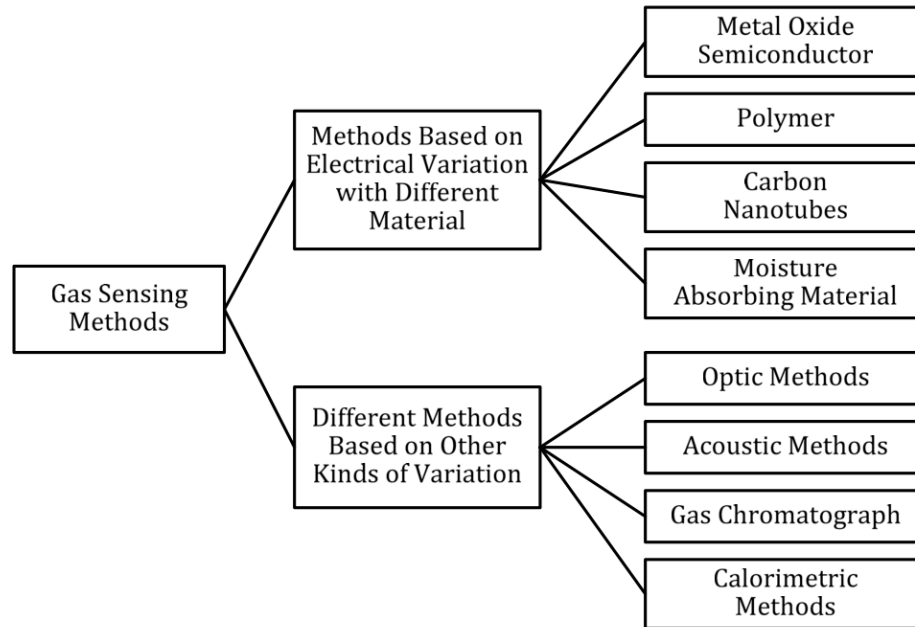 Gas Sensing
Methods
Methods Based on
Electrical Variation
with Different
Material
Metal Oxide
Semiconductor
Polymer
Carbon
Nanotubes
Moisture
Absorbing Material
Different Methods
Based on Other
Kinds of Variation
Optic Methods
Acoustic Methods
Gas Chromatograph
Calorimetric
Methods